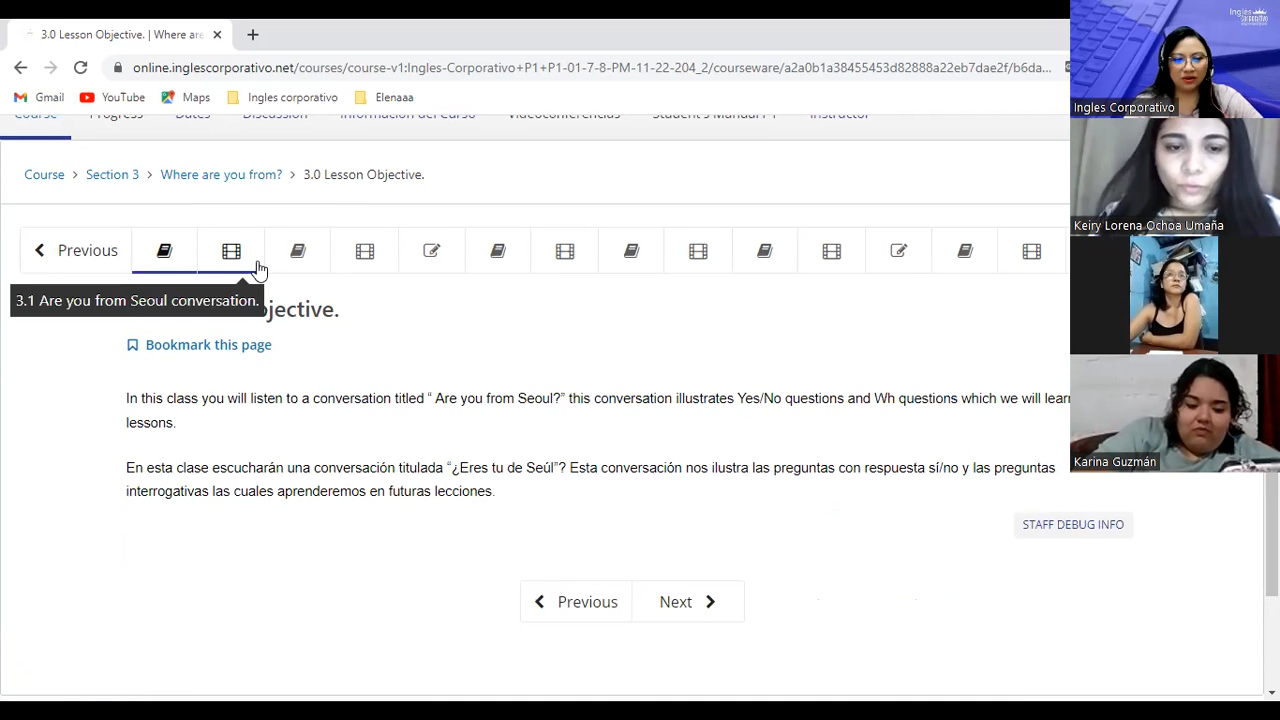 3.0 Lesson Objective. | Where are
online.inglescorporativo.net/courses/course-v1:Ingles-Corporativo+P1+P1-01-7-8-PM-11-22-204_2/courseware/a2a0b1a38455453d8288a22eb7dae2f/b6da...
Gmail YouTube Maps Ingles corporativo Elenaaa
Course Progress Dates Discussion Información del Curso Videoconferencias Student's Manual P1 Instructor
Course > Section 3 > Where are you from? > 3.0 Lesson Objective.
Previous
3.1 Are you from Seoul conversation.
jective.
Bookmark this page
In this class you will listen to a conversation titled “ Are you from Seoul?” this conversation illustrates Yes/No questions and Wh questions which we will learn
lessons.
En esta clase escucharán una conversación titulada “¿Eres tu de Seúl”? Esta conversación nos ilustra las preguntas con respuesta sí/no y las preguntas
interrogativas las cuales aprenderemos en futuras lecciones.
STAFF DEBUG INFO
Previous Next
Ingles
Corporativo
Ingles Corporativo
Keiry Lorena Ochoa Umaña
Karina Guzmán